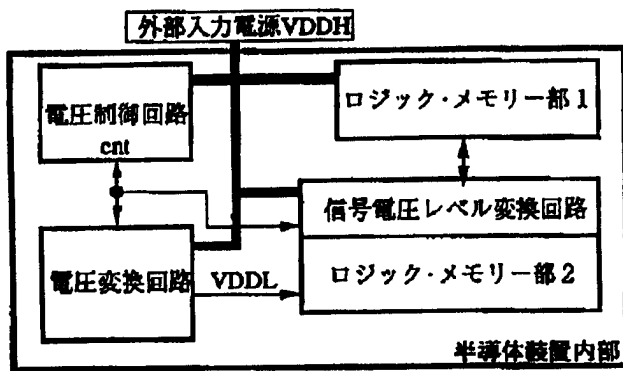 外部入力電源VDDH
電圧制御回路
cnt
ロジック·メモリー部1
信号電圧レベル変換回路
電圧変換回路
VDDL
ロジック·メモリー部2
半導体装置内部